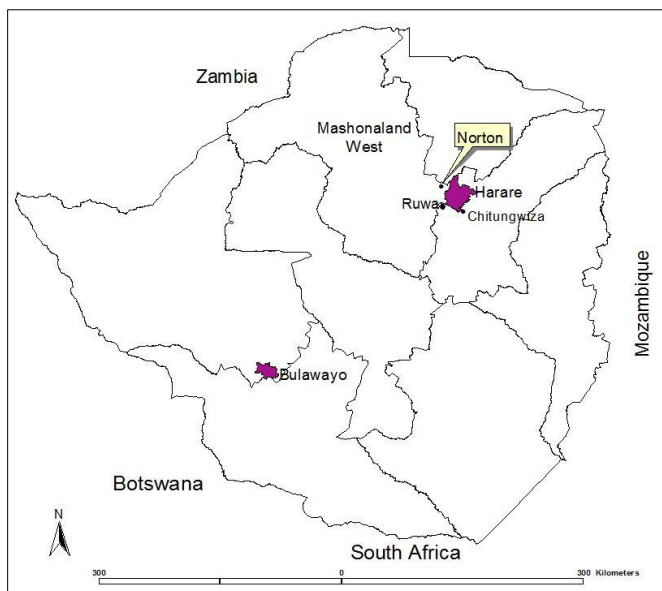 Zambia
Mashonaland
West
Norton
Harare
Ruwa
Chitungwiza
Mozambique
Bulawayo
Botswana
N
South Africa
300 0 300 Kilometers